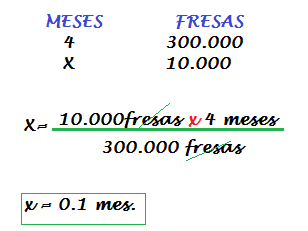 MESES FRESAS
4 300.000
X 10.000
X= 10.000fresas x 4 meses
300.000 fresas
x = 0.1 mes.